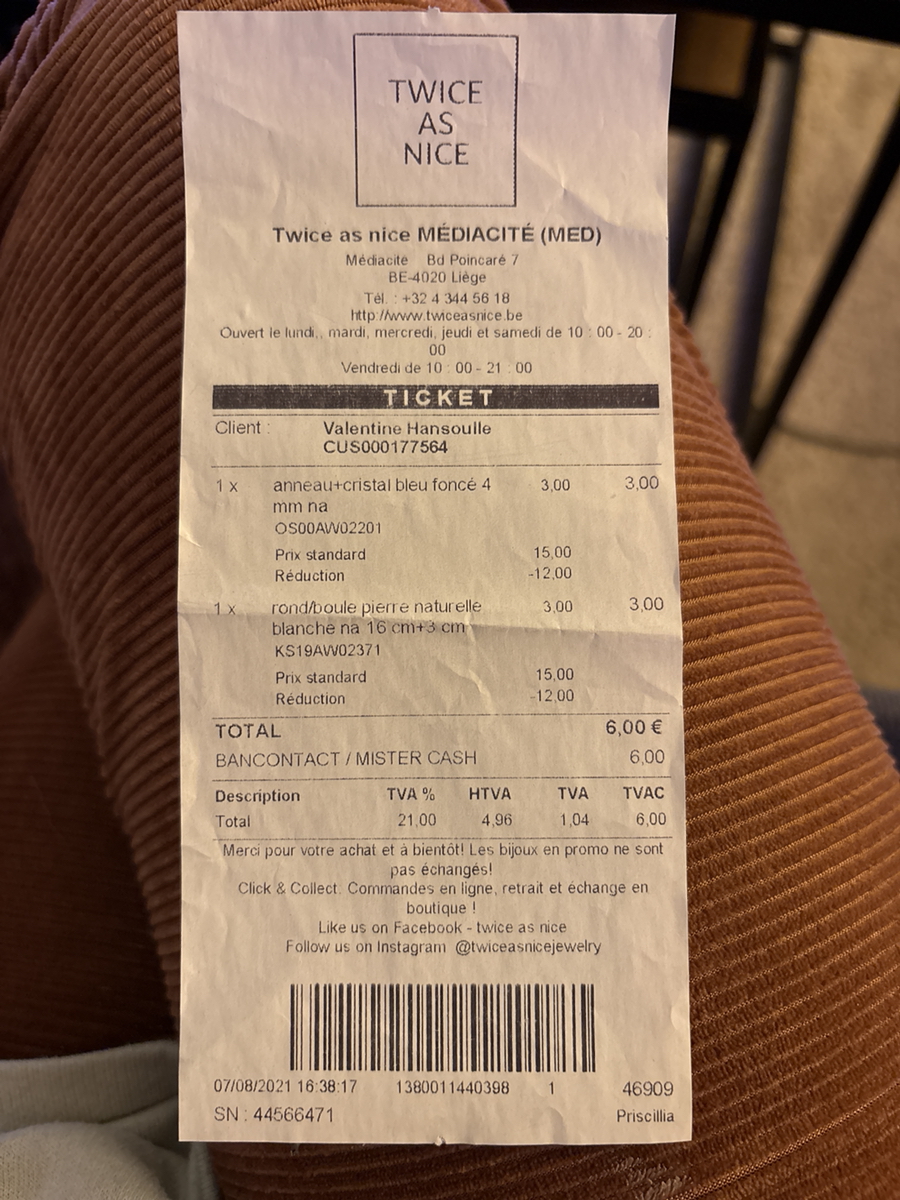 TWICE
AS
NICE
Twice as nice MÉDIACITÉ (MED)
Médiacite Bd Poincaré 7
BE-4020 Liège
Tél. : +32 4 344 56 18
http://www.twiceasnice.be
Ouvert le lundi,, mardi, mercredi, jeudi et samedi de 10 : 00 - 20 :
00
Vendredi de 10 : 00 - 21 : 00
TICKET
Client : Valentine Hansoulle
CUS000177564
1 x anneau+cristal bleu foncé 4 3,00 3,00
mm na
OS00AW02201
Prix standard 15,00
Réduction -12,00
1 x rond/boule pierre naturelle 3,00 3,00
blanche na 16 cm+3 cm
KS19AW02371
Prix standard 15,00
Réduction -12,00
TOTAL 6,00 €
BANCONTACT / MISTER CASH 6,00
Description TVA % HTVA TVA TVAC
Total 21,00 4,96 1,04 6,00
Merci pour votre achat et à bientôt! Les bijoux en promo ne sont
pas échangés!
Click & Collect. Commandes en ligne, retrait et échange en
boutique !
Like us on Facebook - twice as nice
Follow us on Instagram @twiceasnicejewelry
07/08/2021 16:38:17 1380011440398 1 46909
SN : 44566471 Priscillia